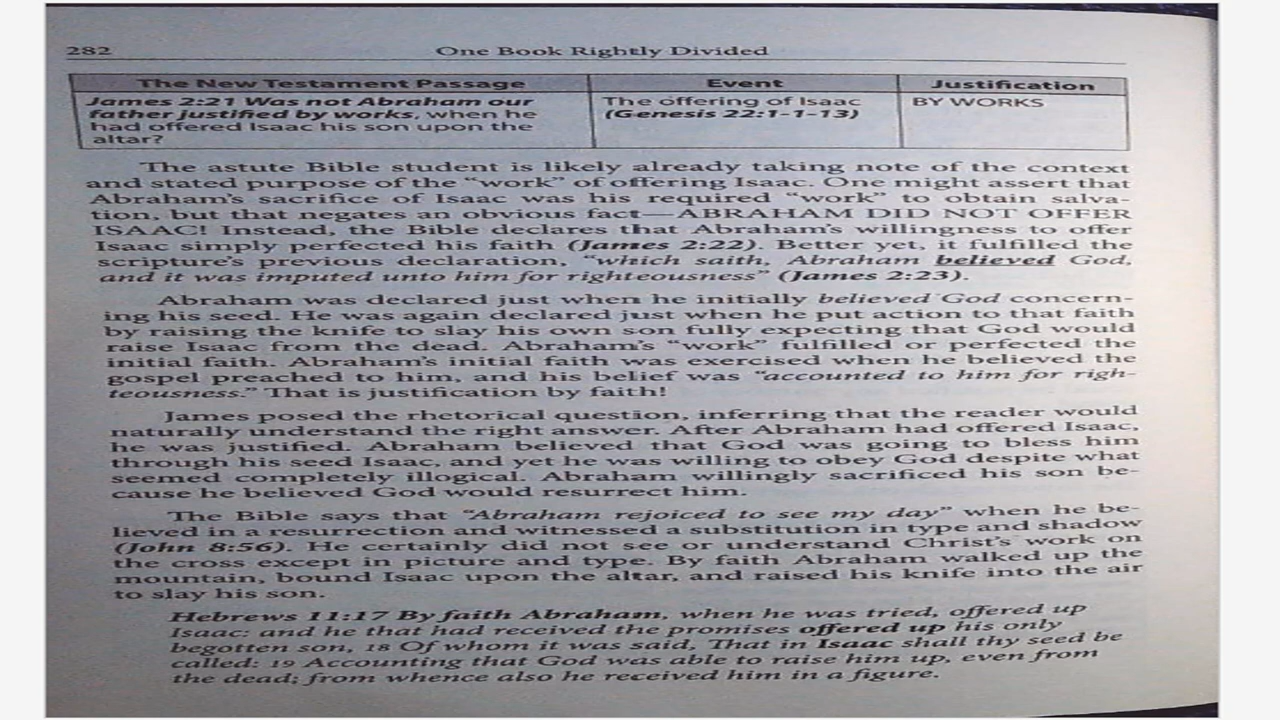 282
One Book Rightly Divided
The New Testament Passage
Event
Justification
James 2:21 Was not Abraham our
father justified by works, when he
had offered Isaac his son upon the
altar?
The offering of Isaac
(Genesis 22:1-1-13)
BY WORKS
The astute Bible student is likely already taking note of the context
and stated purpose of the “work” of offering Isaac. One might assert that
Abraham’s sacrifice of Isaac was his required “work” to obtain salva-
tion, but that negates an obvious fact—ABRAHAM DID NOT OFFER
ISAAC! Instead, the Bible declares that Abraham’s willingness to offer
Isaac simply perfected his faith (James 2:22). Better yet, it fulfilled the
scripture’s previous declaration, “which saith, Abraham believed God,
and it was imputed unto him for righteousness” (James 2:23).
Abraham was declared just when he initially believed God concern-
ing his seed. He was again declared just when he put action to that faith
by raising the knife to slay his own son fully expecting that God would
raise Isaac from the dead. Abraham’s “work” fulfilled or perfected the
initial faith. Abraham’s initial faith was exercised when he believed the
gospel preached to him, and his belief was “accounted to him for righ-
teousness.” That is justification by faith!
James posed the rhetorical question, inferring that the reader would
naturally understand the right answer. After Abraham had offered Isaac,
he was justified. Abraham believed that God was going to bless him
through his seed Isaac, and yet he was willing to obey God despite what
seemed completely illogical. Abraham willingly sacrificed his son be-
cause he believed God would resurrect him.
The Bible says that “Abraham rejoiced to see my day” when he be-
lieved in a resurrection and witnessed a substitution in type and shadow
(John 8:56). He certainly did not see or understand Christ’s work on
the cross except in picture and type. By faith Abraham walked up the
mountain, bound Isaac upon the altar, and raised his knife into the air
to slay his son.
Hebrews 11:17 By faith Abraham, when he was tried, offered up
Isaac: and he that had received the promises offered up his only
begotten son, 18 Of whom it was said, That in Isaac shall thy seed be
called: 19 Accounting that God was able to raise him up, even from
the dead; from whence also he received him in a figure.